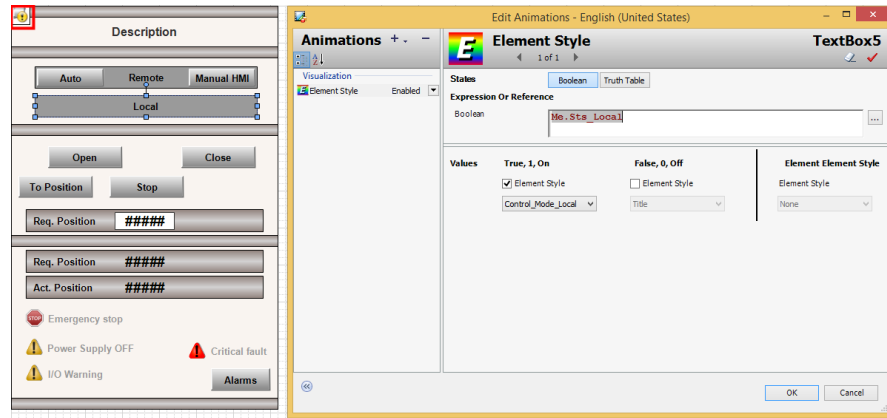 Description
Auto Remote Manual HMI
Local
Open Close
To Position Stop
Req. Position #####
Req. Position #####
Act. Position #####
STOP Emergency stop
Power Supply OFF Critical fault
I/O Warning Alarms
Edit Animations - English (United States)
Animations + - Element Style TextBox5
1 of 1
Visualization
Element Style Enabled
States Boolean Truth Table
Expression Or Reference
Boolean Me.Sts_Local ...
Values True, 1, On False, 0, Off Element Element Style
Element Style Element Style Element Style
Control_Mode_Local Title None
OK Cancel